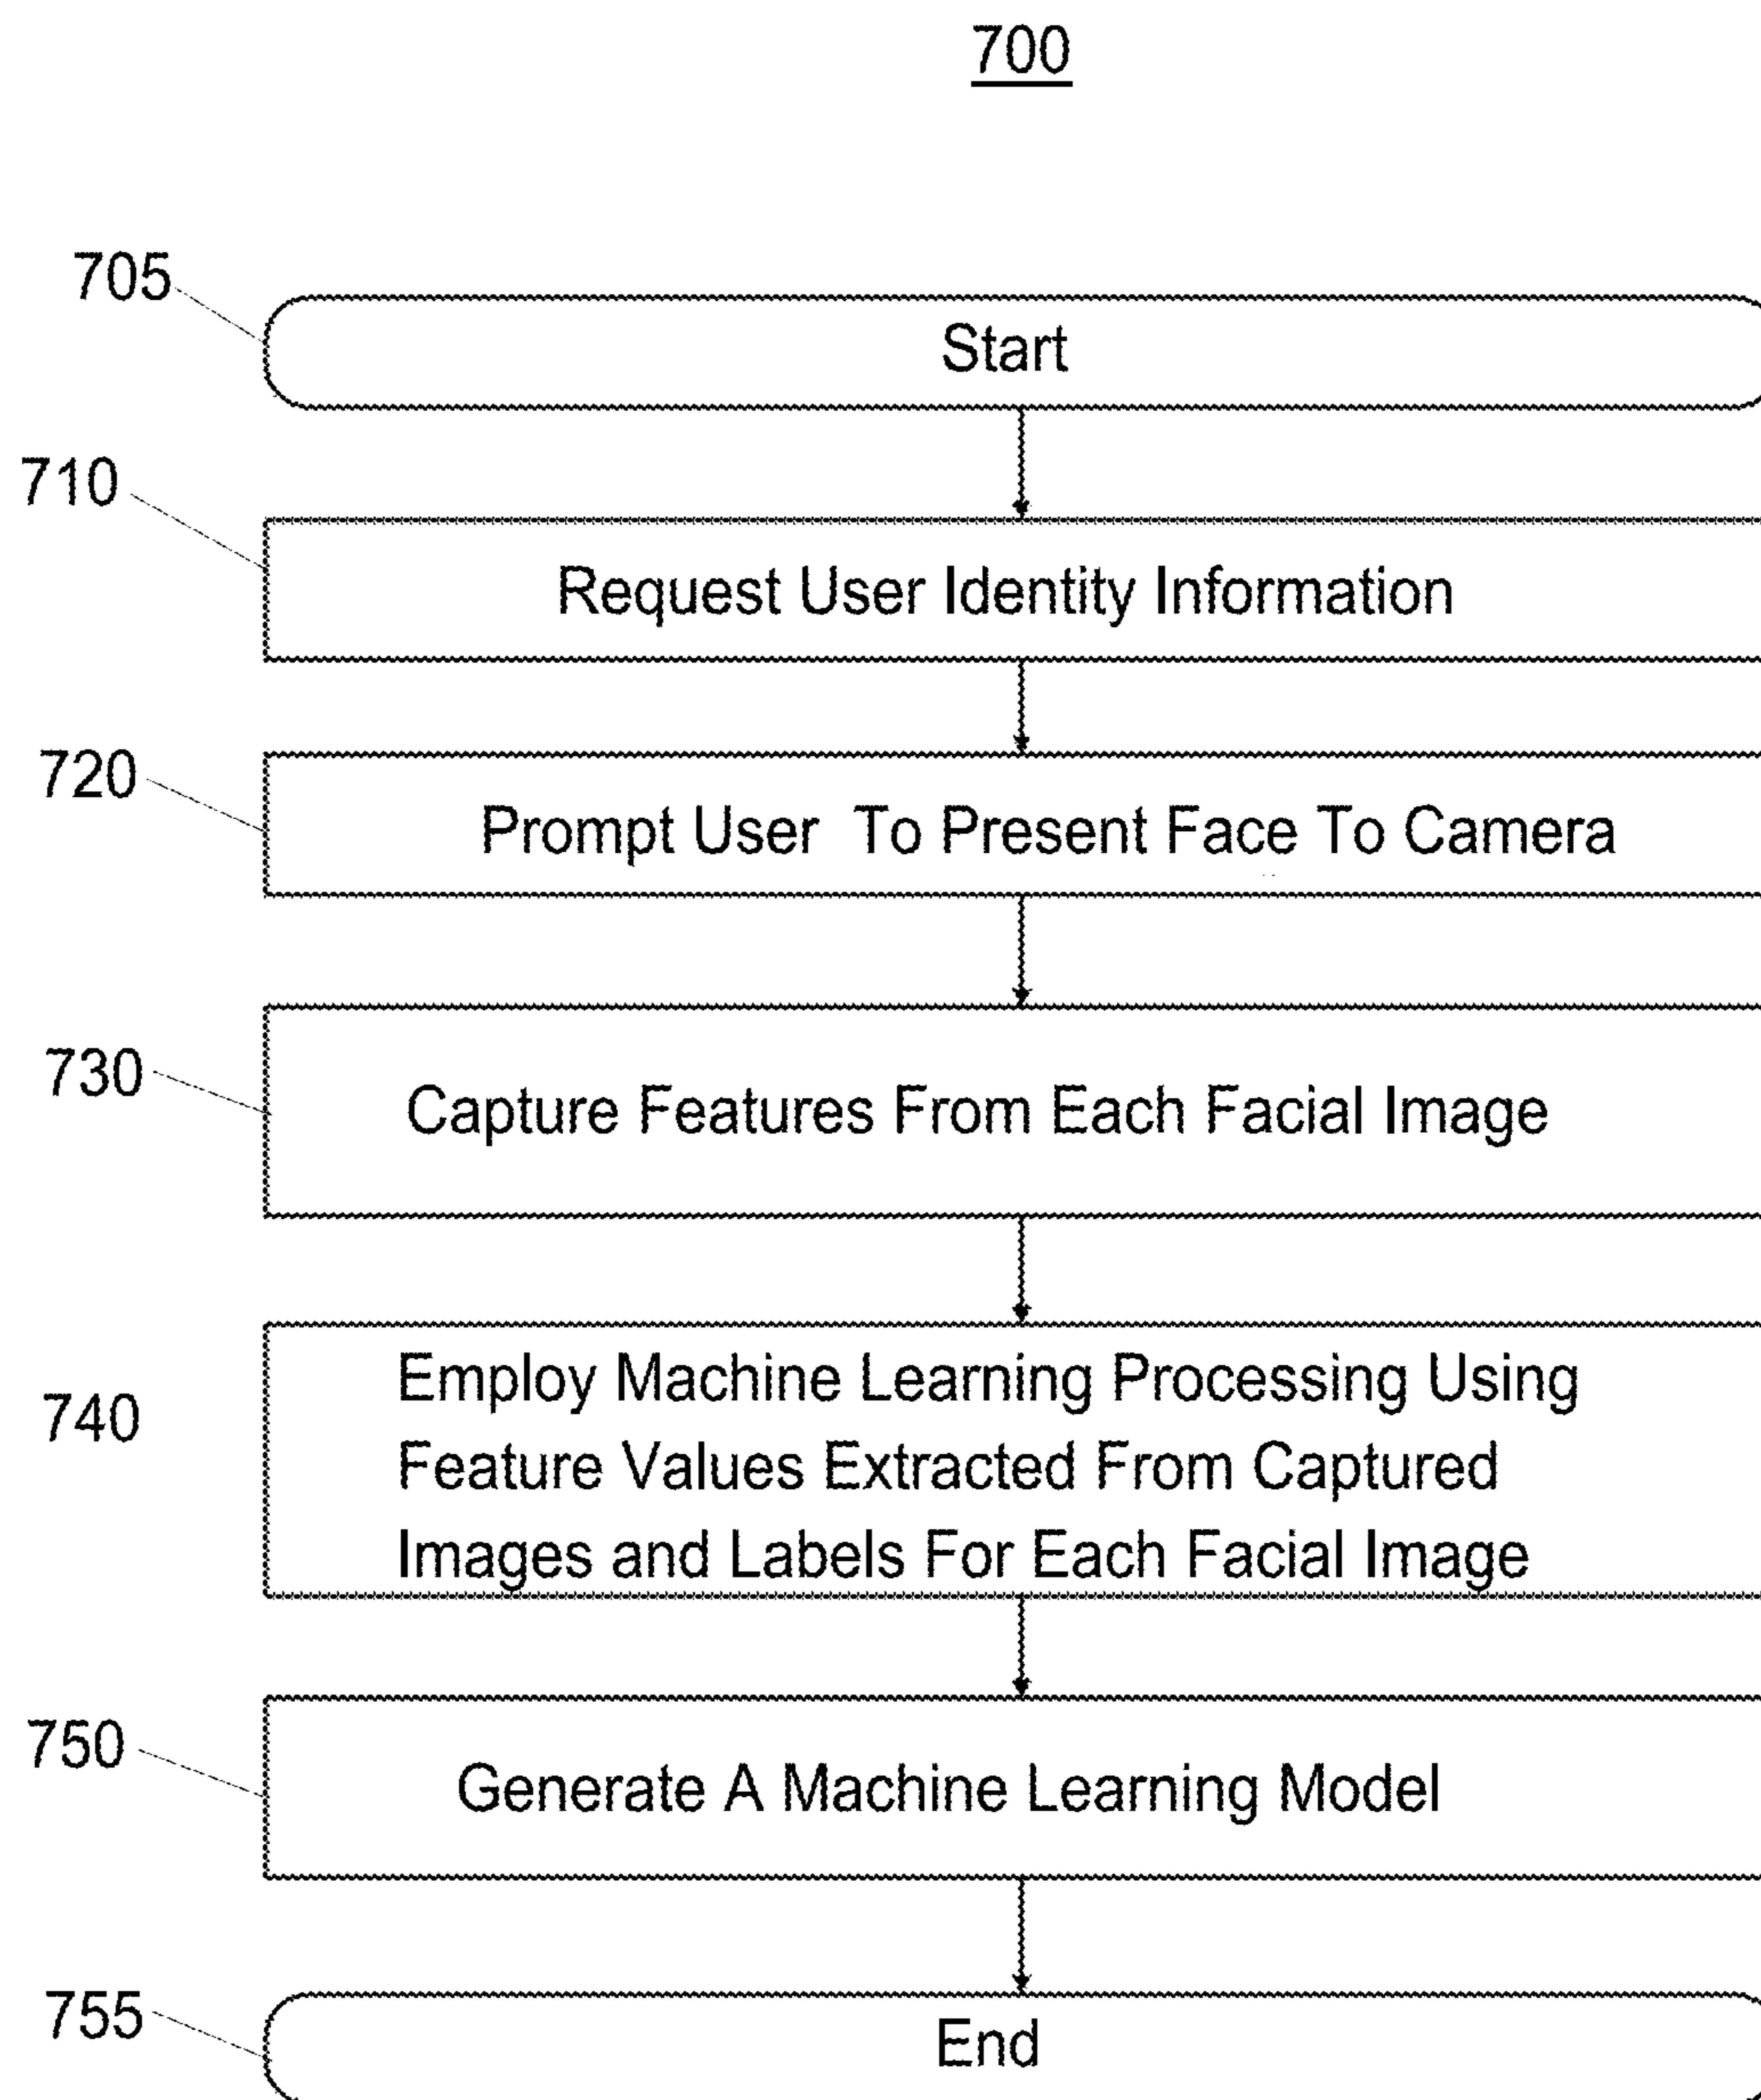 700
705
Start
710
Request User Identity Information
720
Prompt User To Present Face To Camera
730
Capture Features From Each Facial Image
740
Employ Machine Learning Processing Using
Feature Values Extracted From Captured
Images and Labels For Each Facial Image
750
Generate A Machine Learning Model
755
End